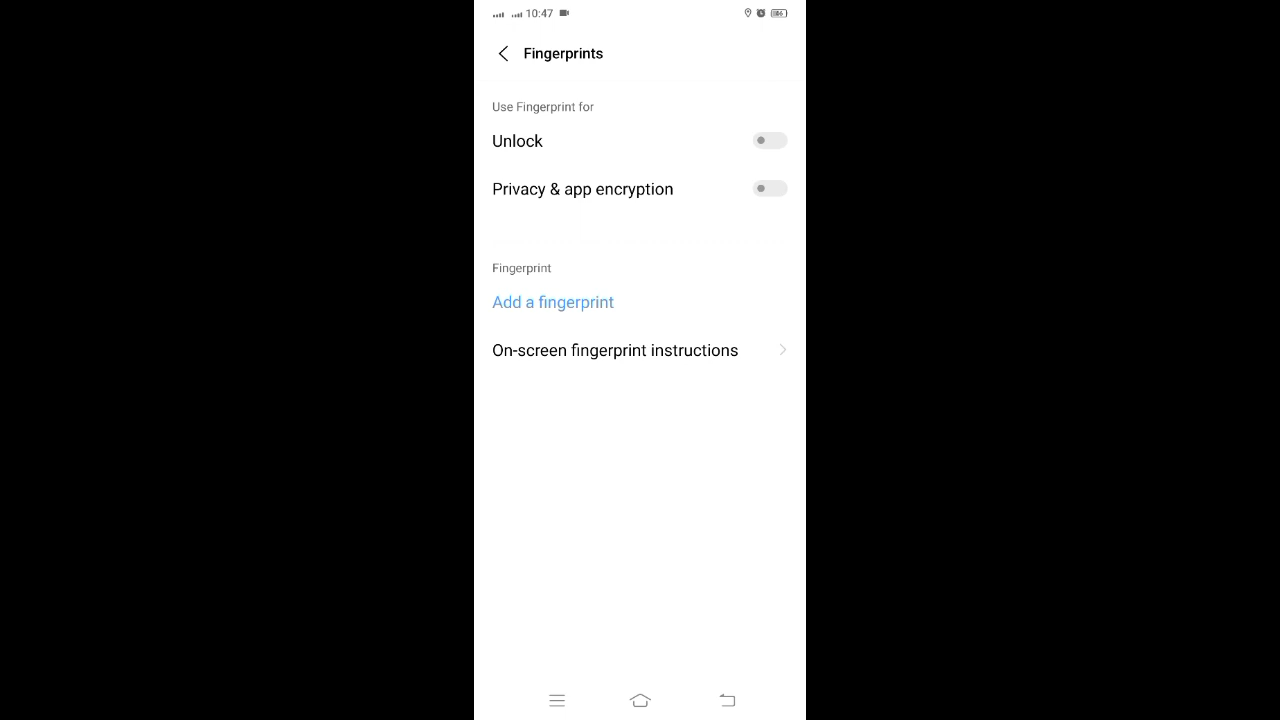 10:47
Fingerprints
Use Fingerprint for
Unlock
Privacy & app encryption
Fingerprint
Add a fingerprint
On-screen fingerprint instructions